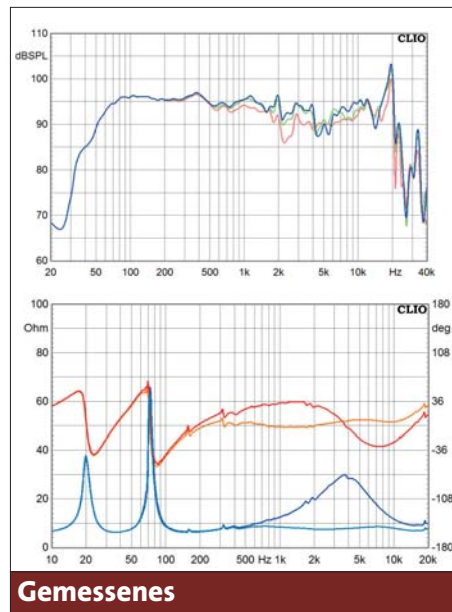 110
dBSPL
CLIO
100
90
80
70
60
20 50 100 200 500 1k 2k 5k 10k Hz 40k
100 180
Ohm CLIO deg
80 108
60 36
40 -36
20 -108
0 -180
10 20 50 70 100 200 500 Hz 1k 2k 5k 10k 20k
Gemessenes